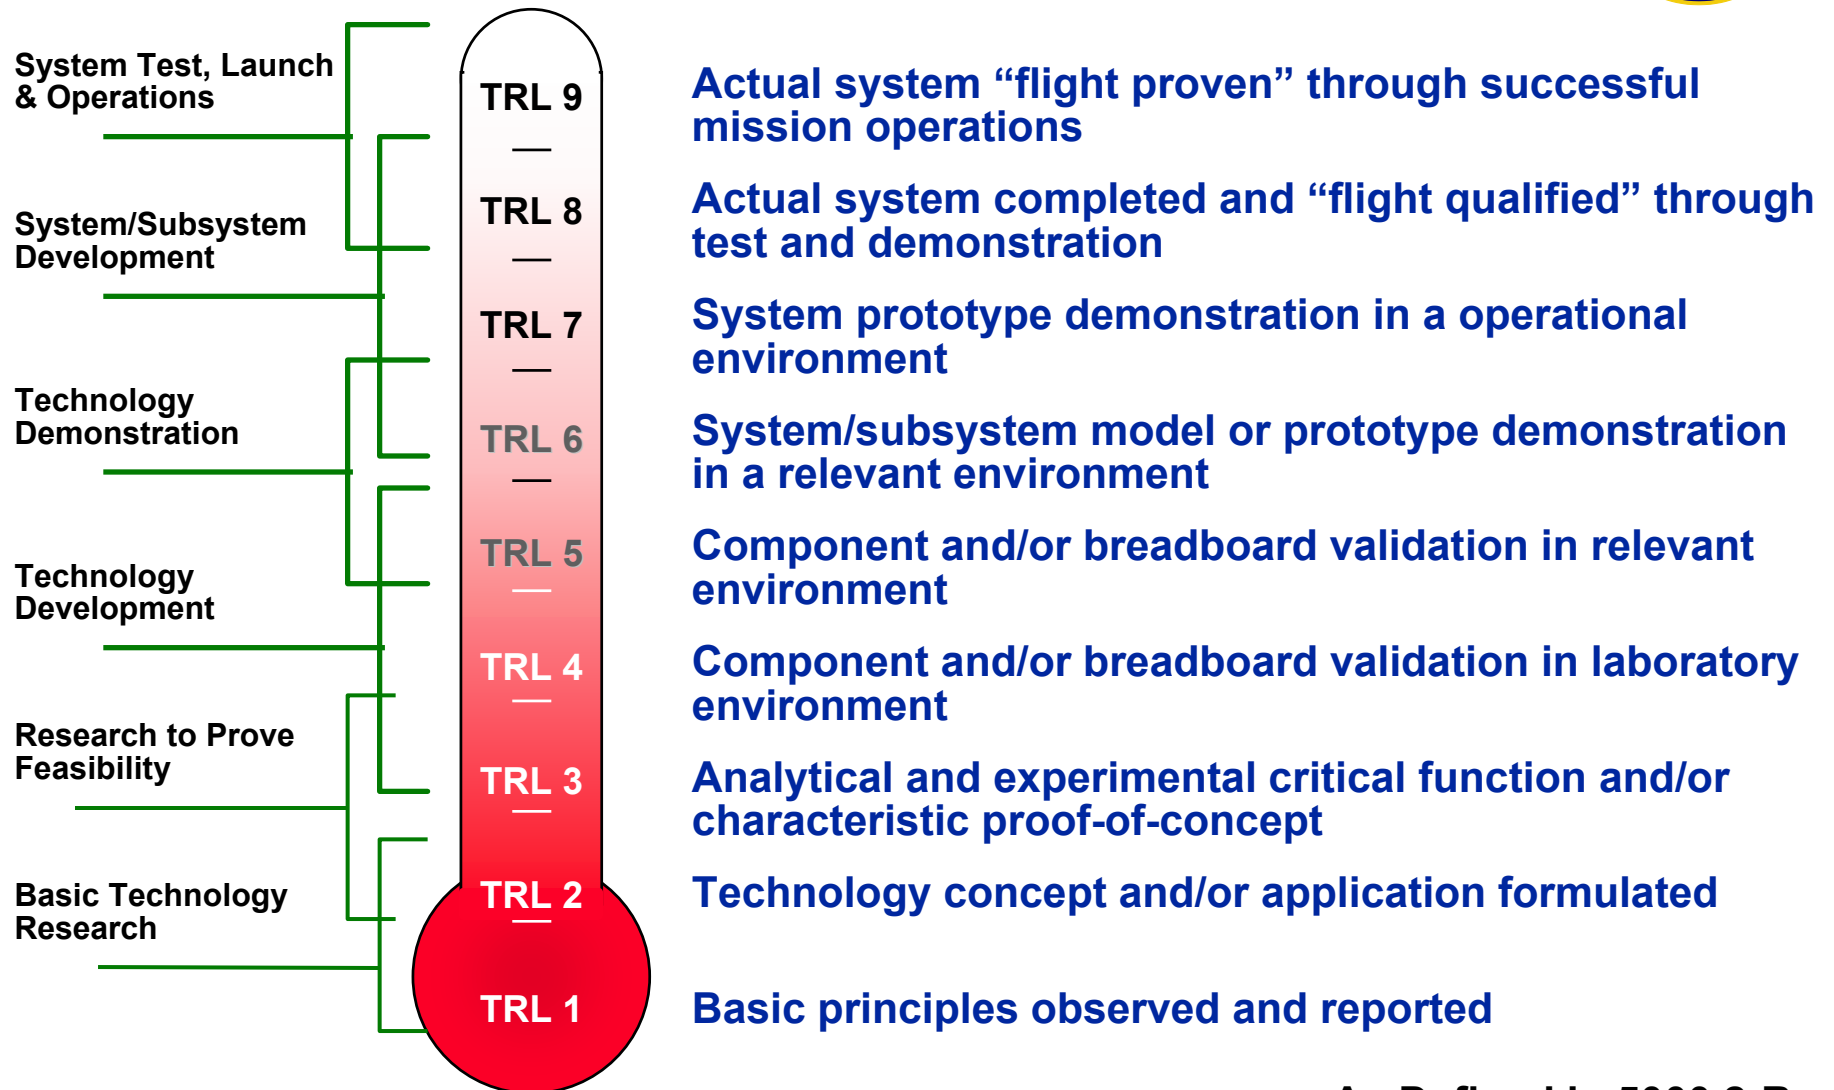 System Test, Launch
& Operations
System/Subsystem
Development
Technology
Demonstration
Technology
Development
Research to Prove
Feasibility
Basic Technology
Research
TRL 9
TRL 8
TRL 7
TRL 6
TRL 5
TRL 4
TRL 3
TRL 2
TRL 1
Actual system “flight proven” through successful
mission operations
Actual system completed and “flight qualified” through
test and demonstration
System prototype demonstration in a operational
environment
System/subsystem model or prototype demonstration
in a relevant environment
Component and/or breadboard validation in relevant
environment
Component and/or breadboard validation in laboratory
environment
Analytical and experimental critical function and/or
characteristic proof-of-concept
Technology concept and/or application formulated
Basic principles observed and reported